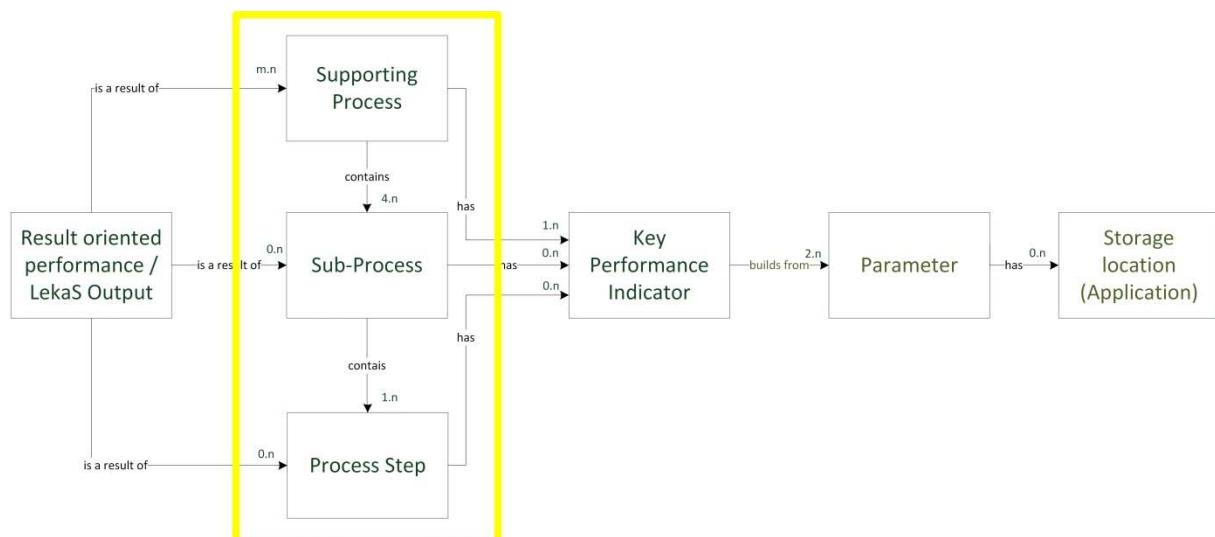 m.n
Supporting
Process
is a result of
contains
4.n
has
1.n
Result oriented
performance /
LekaS Output
is a result of
0.n
Sub-Process
has
0.n
0.n
Key
Performance
Indicator
builds from
2.n
Parameter
has
0.n
Storage
location
(Application)
has
contais
1.n
is a result of
0.n
Process Step